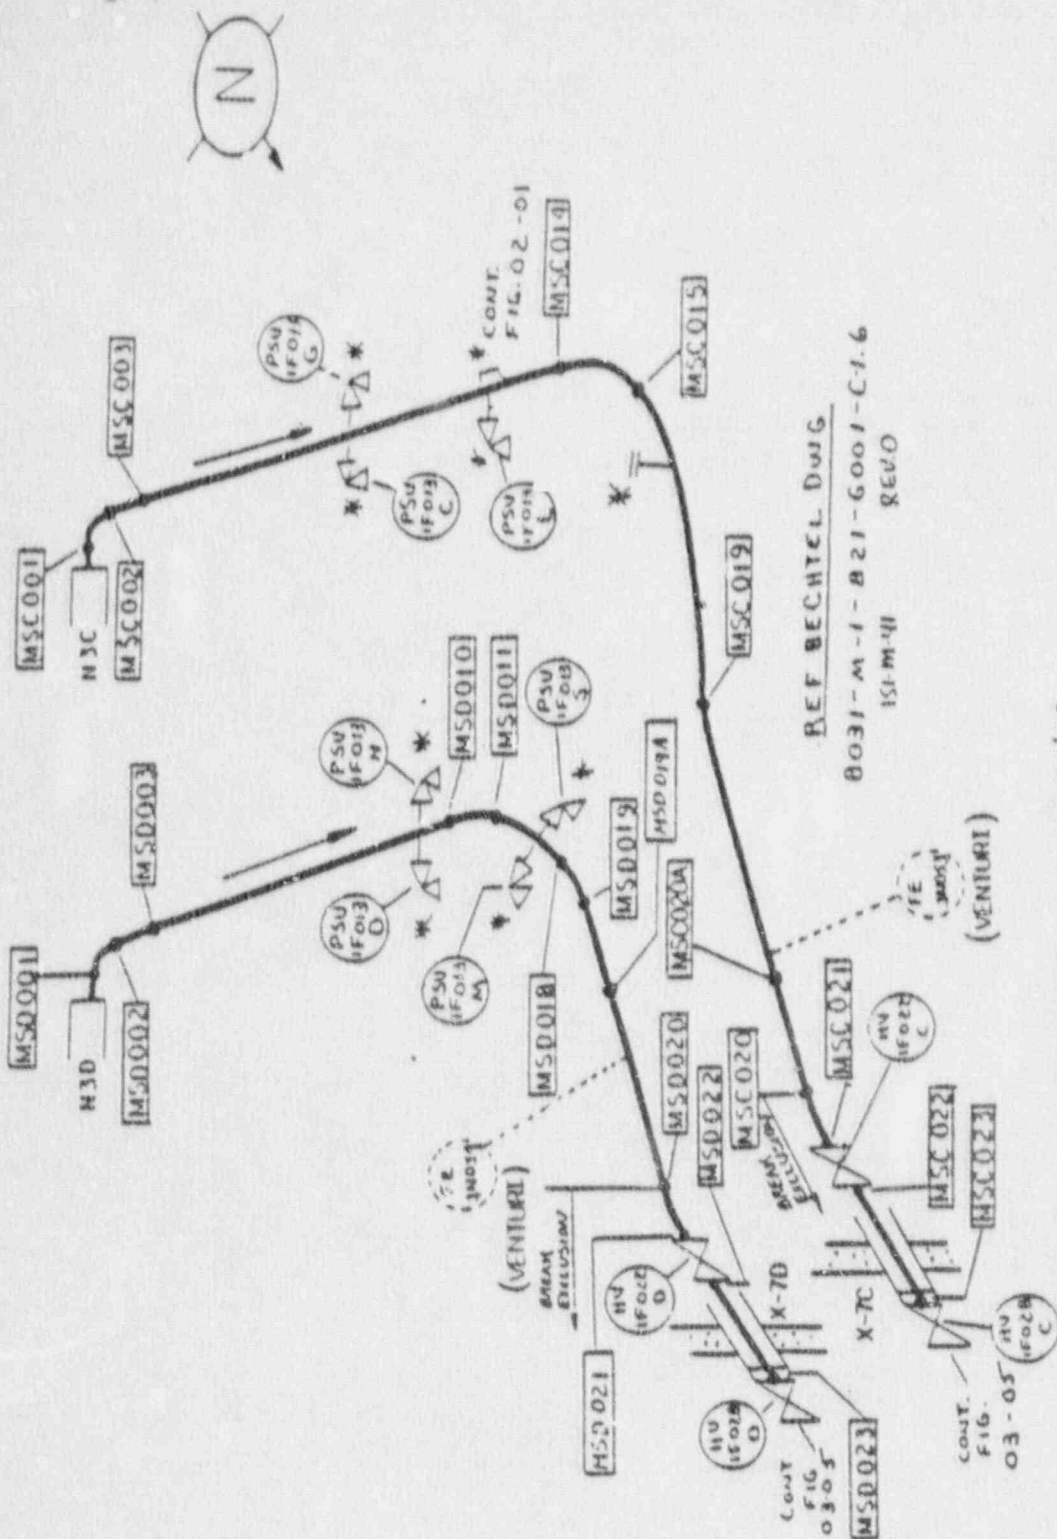 N
MSC001
N3C
MSC002
MSC003
PSV
1F013
C
CONT.
FIG. 02-01
MSC014
MSC015
MSC019
MSD001
N3D
MSD002
MSD003
PSV
1F013
H
PSV
1F013
D
MSD010
MSD011
PSV
1F013
S
PSV
1F013
M
MSD018
MSD019
MSD019A
MSC020A
FE
(VENTURI)
(VENTURI)
BREAK
EXCLUSION
MSD020
MSD021
MSD022
HV
1F022
D
X-7D
HV
1F028
D
CONT
FIG
03-05
MSD023
MSC020
BREAK
EXCLUSION
MSC021
HV
1F022
C
MSC022
MSC023
X-7C
HV
1F028
C
CONT.
FIG.
03-05
REF BECHTEL DWG
8031-M-1-B21-G001-C-1.6
ISI-M-41 REV.0